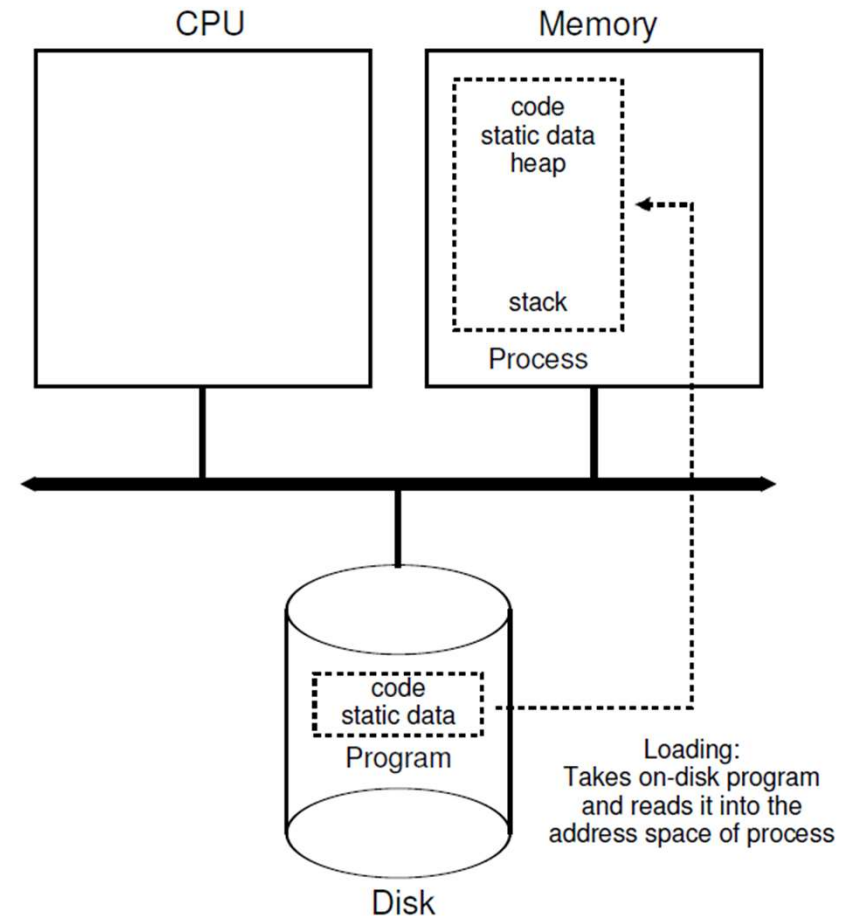 CPU
Memory
code
static data
heap
stack
Process
code
static data
Program
Loading:
Takes on-disk program
and reads it into the
address space of process
Disk